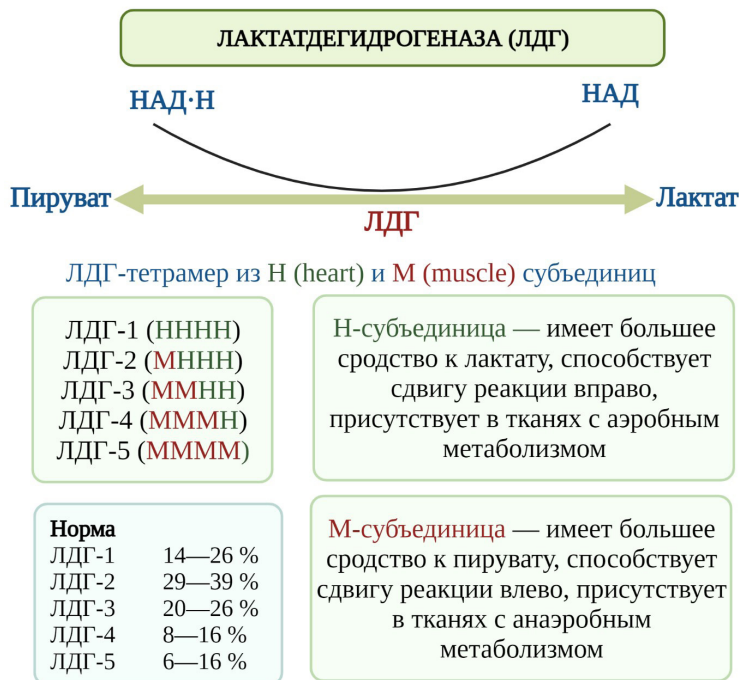 ЛАКТАТДЕГИДРОГЕНАЗА (ЛДГ)
НАД·Н
НАД
Пируват
Лактат
ЛДГ
ЛДГ-тетрамер из H (heart) и M (muscle) субъединиц
ЛДГ-1 (HHHH)
ЛДГ-2 (MHHH)
ЛДГ-3 (MMHH)
ЛДГ-4 (MMMH)
ЛДГ-5 (MMMM)
H-субъединица — имеет большее
сродство к лактату, способствует
сдвигу реакции вправо,
присутствует в тканях с аэробным
метаболизмом
Норма
ЛДГ-1 14—26 %
ЛДГ-2 29—39 %
ЛДГ-3 20—26 %
ЛДГ-4 8—16 %
ЛДГ-5 6—16 %
M-субъединица — имеет большее
сродство к пирувату, способствует
сдвигу реакции влево, присутствует
в тканях с анаэробным
метаболизмом